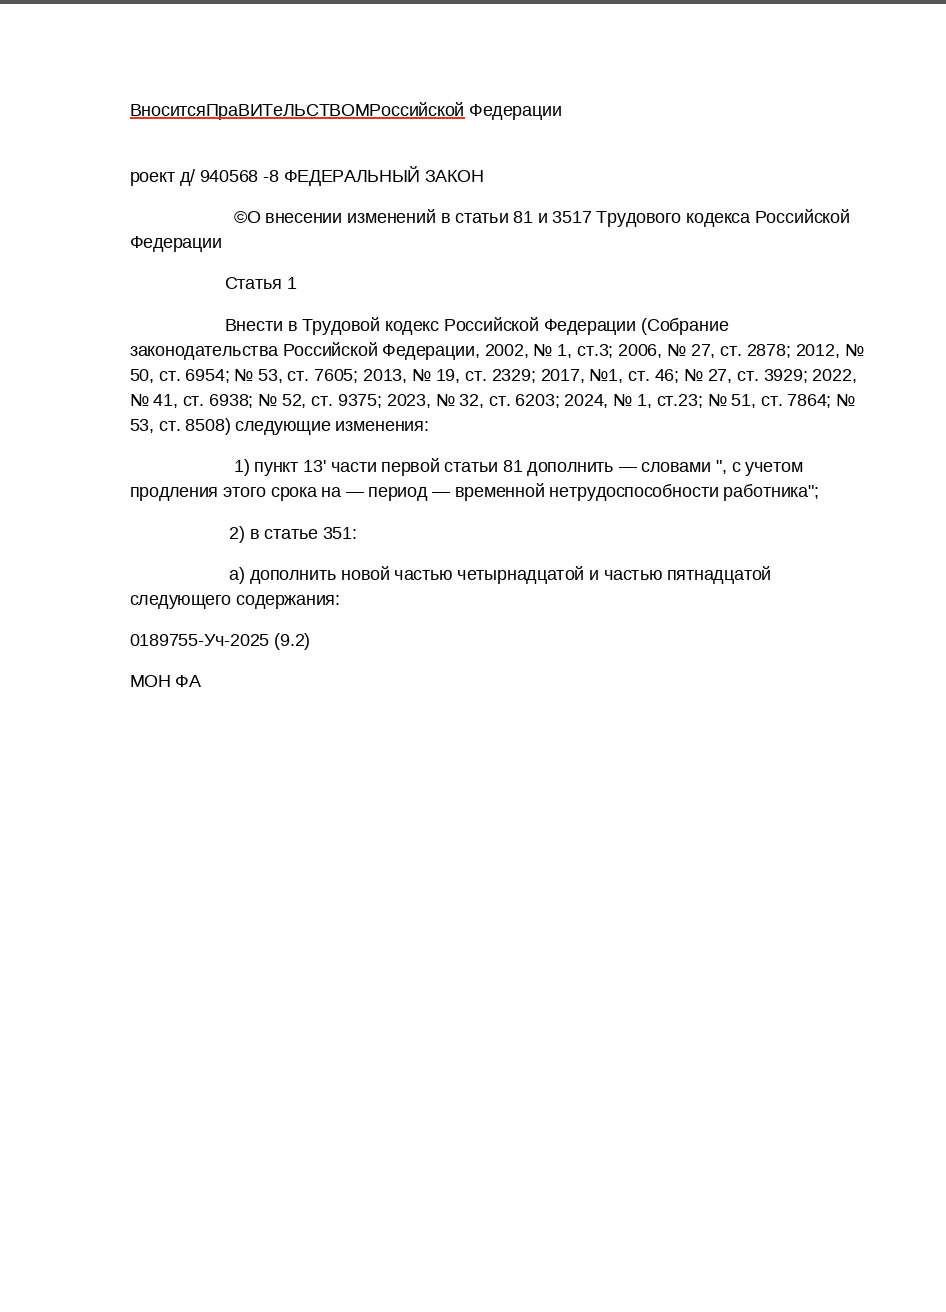 ВноситсяПраВИТеЛЬСТВОМРоссийской Федерации
роект д/ 940568 -8 ФЕДЕРАЛЬНЫЙ ЗАКОН
©О внесении изменений в статьи 81 и 3517 Трудового кодекса Российской
Федерации
Статья 1
Внести в Трудовой кодекс Российской Федерации (Собрание
законодательства Российской Федерации, 2002, № 1, ст.3; 2006, № 27, ст. 2878; 2012, №
50, ст. 6954; № 53, ст. 7605; 2013, № 19, ст. 2329; 2017, №1, ст. 46; № 27, ст. 3929; 2022,
№ 41, ст. 6938; № 52, ст. 9375; 2023, № 32, ст. 6203; 2024, № 1, ст.23; № 51, ст. 7864; №
53, ст. 8508) следующие изменения:
1) пункт 13' части первой статьи 81 дополнить — словами ", с учетом
продления этого срока на — период — временной нетрудоспособности работника";
2) в статье 351:
а) дополнить новой частью четырнадцатой и частью пятнадцатой
следующего содержания:
0189755-Уч-2025 (9.2)
МОН ФА